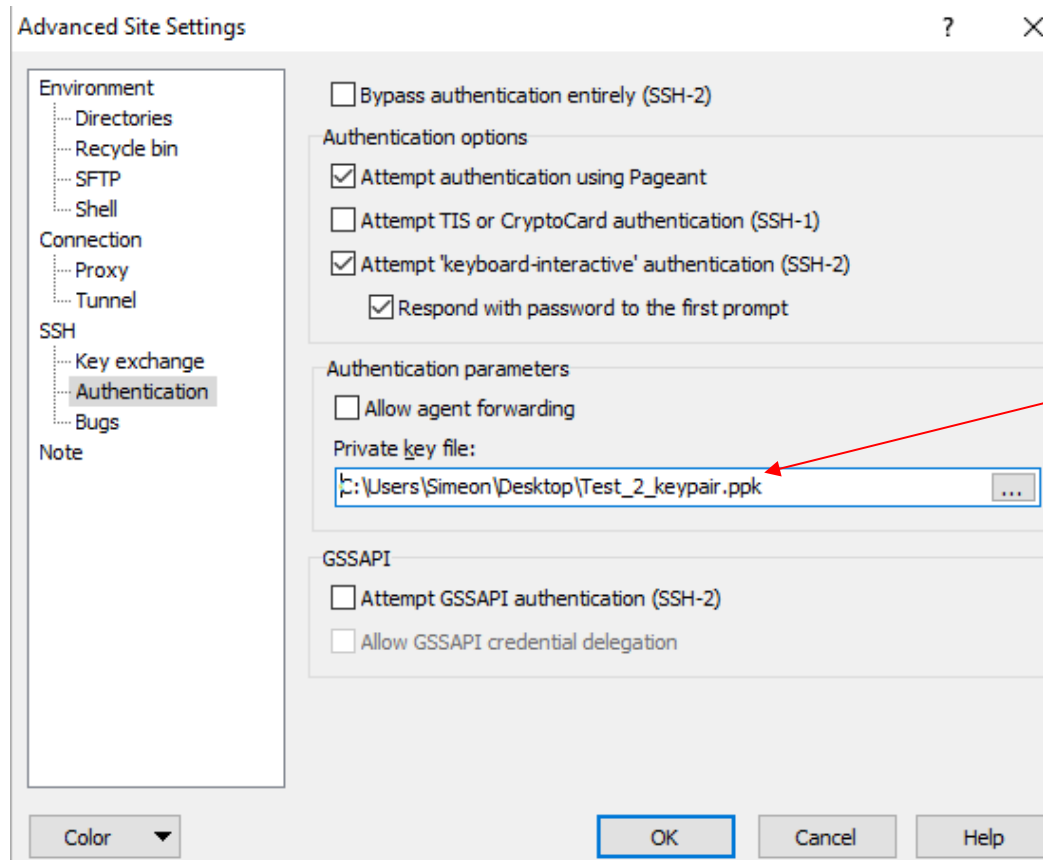 Advanced Site Settings ?
Environment
Directories
Recycle bin
SFTP
Shell
Connection
Proxy
Tunnel
SSH
Key exchange
Authentication
Bugs
Note
Bypass authentication entirely (SSH-2)
Authentication options
Attempt authentication using Pageant
Attempt TIS or CryptoCard authentication (SSH-1)
Attempt 'keyboard-interactive' authentication (SSH-2)
Respond with password to the first prompt
Authentication parameters
Allow agent forwarding
Private key file:
C:\Users\Simeon\Desktop\Test_2_keypair.ppk ...
GSSAPI
Attempt GSSAPI authentication (SSH-2)
Allow GSSAPI credential delegation
Color OK Cancel Help